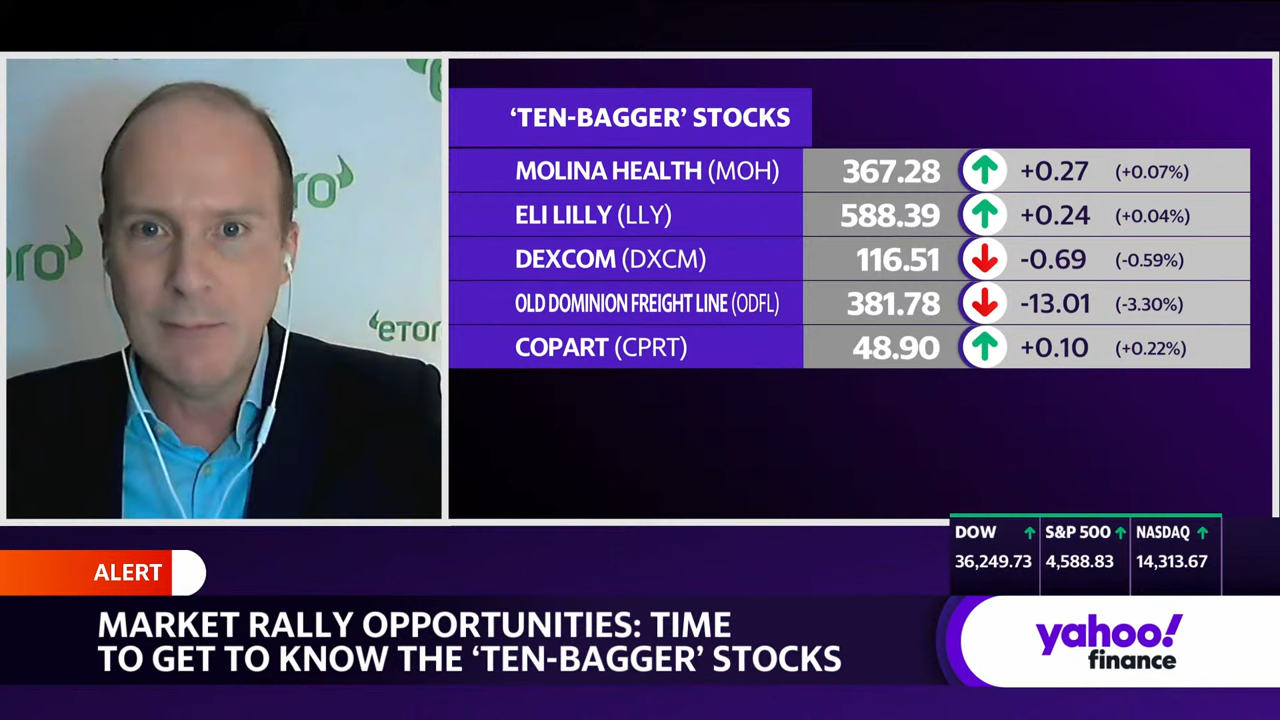 eTORO
‘TEN-BAGGER’ STOCKS
MOLINA HEALTH (MOH) 367.28 +0.27 (+0.07%)
ELI LILLY (LLY) 588.39 +0.24 (+0.04%)
DEXCOM (DXCM) 116.51 -0.69 (-0.59%)
OLD DOMINION FREIGHT LINE (ODFL) 381.78 -13.01 (-3.30%)
COPART (CPRT) 48.90 +0.10 (+0.22%)
DOW S&P 500 NASDAQ
36,249.73 4,588.83 14,313.67
ALERT
MARKET RALLY OPPORTUNITIES: TIME
TO GET TO KNOW THE ‘TEN-BAGGER’ STOCKS
yahoo!
finance